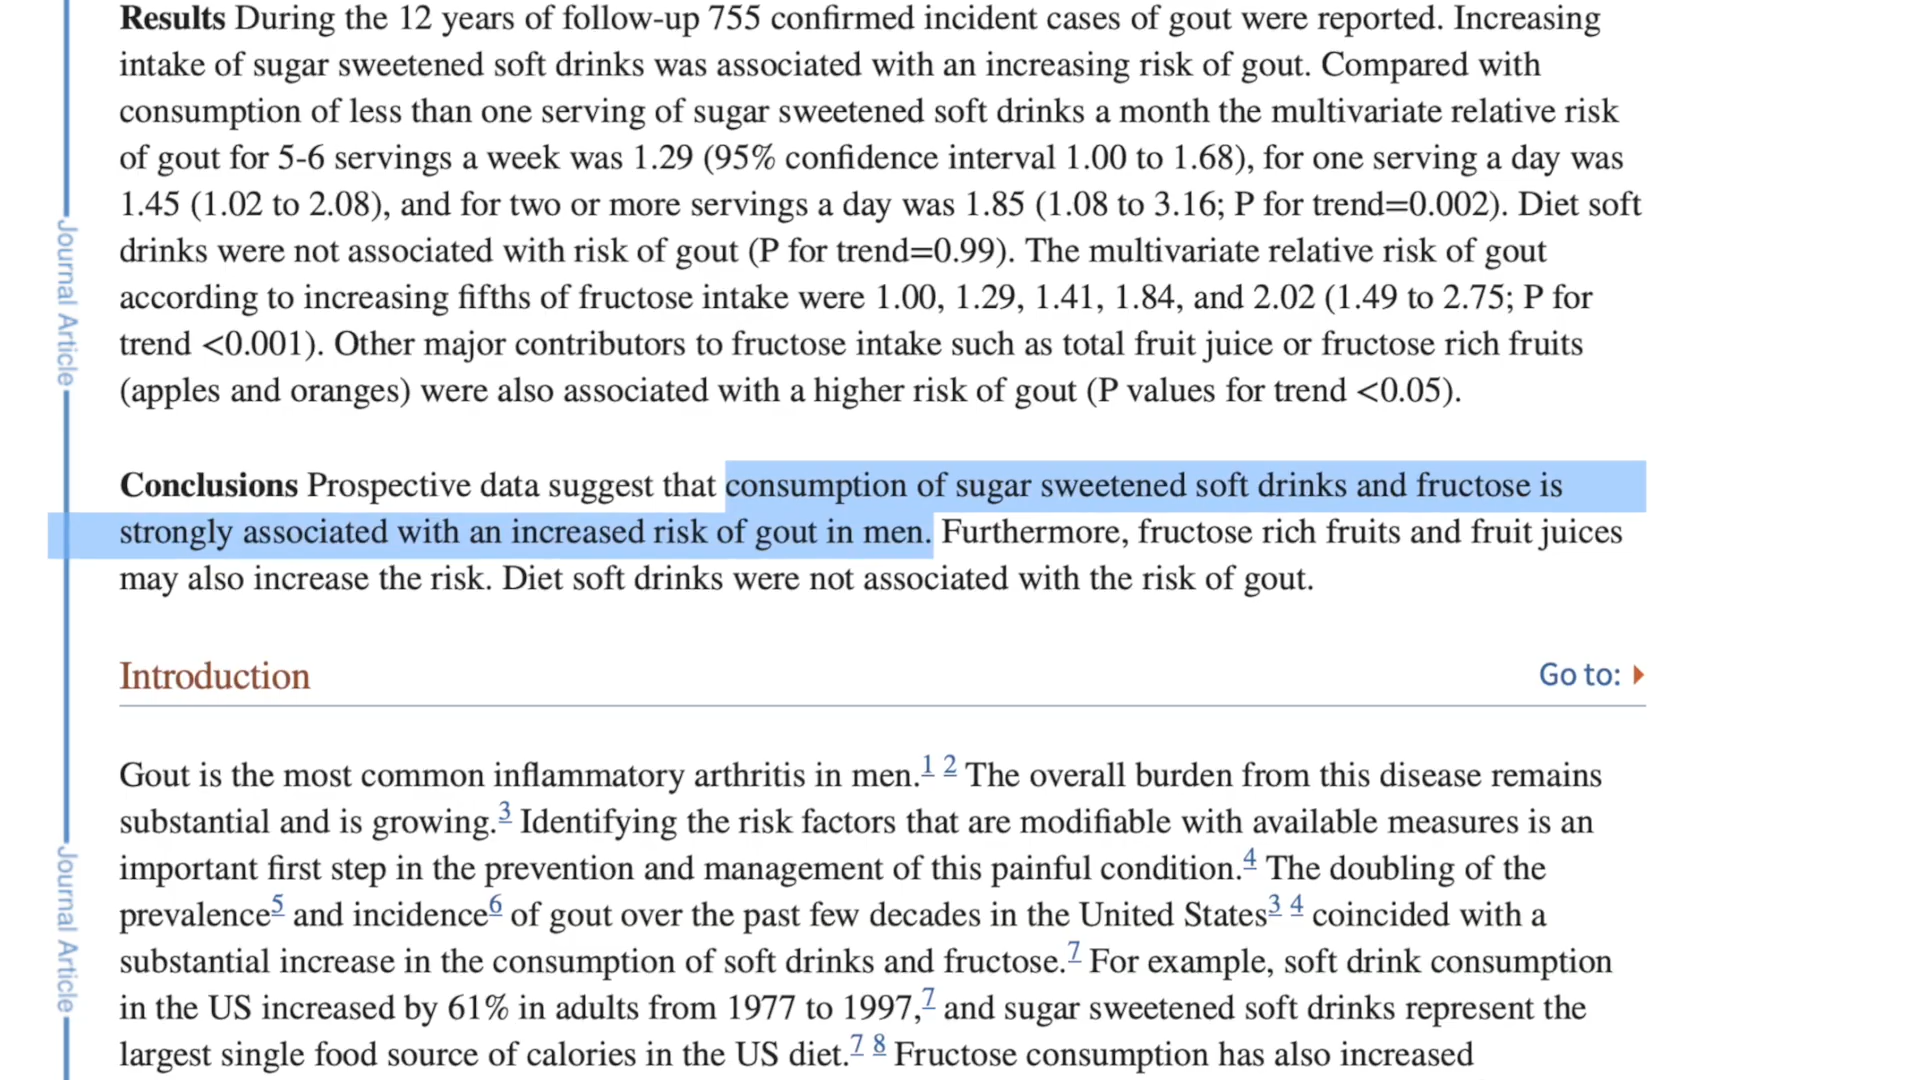 Results During the 12 years of follow-up 755 confirmed incident cases of gout were reported. Increasing
intake of sugar sweetened soft drinks was associated with an increasing risk of gout. Compared with
consumption of less than one serving of sugar sweetened soft drinks a month the multivariate relative risk
of gout for 5-6 servings a week was 1.29 (95% confidence interval 1.00 to 1.68), for one serving a day was
1.45 (1.02 to 2.08), and for two or more servings a day was 1.85 (1.08 to 3.16; P for trend=0.002). Diet soft
drinks were not associated with risk of gout (P for trend=0.99). The multivariate relative risk of gout
according to increasing fifths of fructose intake were 1.00, 1.29, 1.41, 1.84, and 2.02 (1.49 to 2.75; P for
trend <0.001). Other major contributors to fructose intake such as total fruit juice or fructose rich fruits
(apples and oranges) were also associated with a higher risk of gout (P values for trend <0.05).
Conclusions Prospective data suggest that consumption of sugar sweetened soft drinks and fructose is
strongly associated with an increased risk of gout in men. Furthermore, fructose rich fruits and fruit juices
may also increase the risk. Diet soft drinks were not associated with the risk of gout.
Introduction
Go to:
Gout is the most common inflammatory arthritis in men.1 2 The overall burden from this disease remains
substantial and is growing.3 Identifying the risk factors that are modifiable with available measures is an
important first step in the prevention and management of this painful condition.4 The doubling of the
prevalence5 and incidence6 of gout over the past few decades in the United States3 4 coincided with a
substantial increase in the consumption of soft drinks and fructose.7 For example, soft drink consumption
in the US increased by 61% in adults from 1977 to 1997,7 and sugar sweetened soft drinks represent the
largest single food source of calories in the US diet.7 8 Fructose consumption has also increased
Journal Article
Journal Article